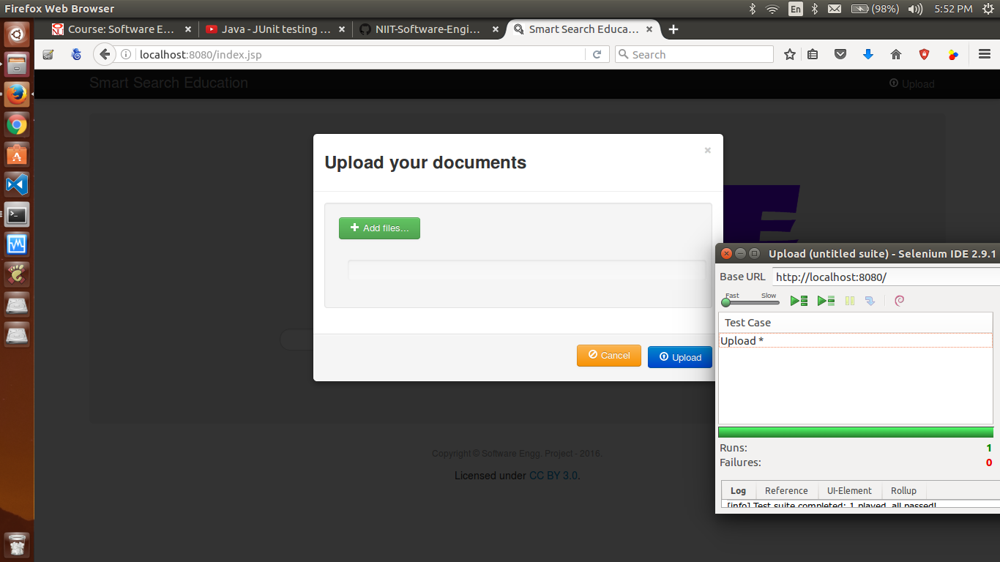 Firefox Web Browser
En
(98%)
5:52 PM
Course: Software E...
Java - JUnit testing ...
NIIT-Software-Engi...
Smart Search Educa...
localhost:8080/index.jsp
Search
Smart Search Education
Upload
Upload your documents
×
Add files...
Cancel
Upload
Copyright © Software Engg. Project - 2016.
Licensed under CC BY 3.0.
Upload (untitled suite) - Selenium IDE 2.9.1
Base URL http://localhost:8080/
Fast Slow
Test Case
Upload *
Runs: 1
Failures: 0
Log Reference UI-Element Rollup
[info] Test suite completed: 1 played, all passed!